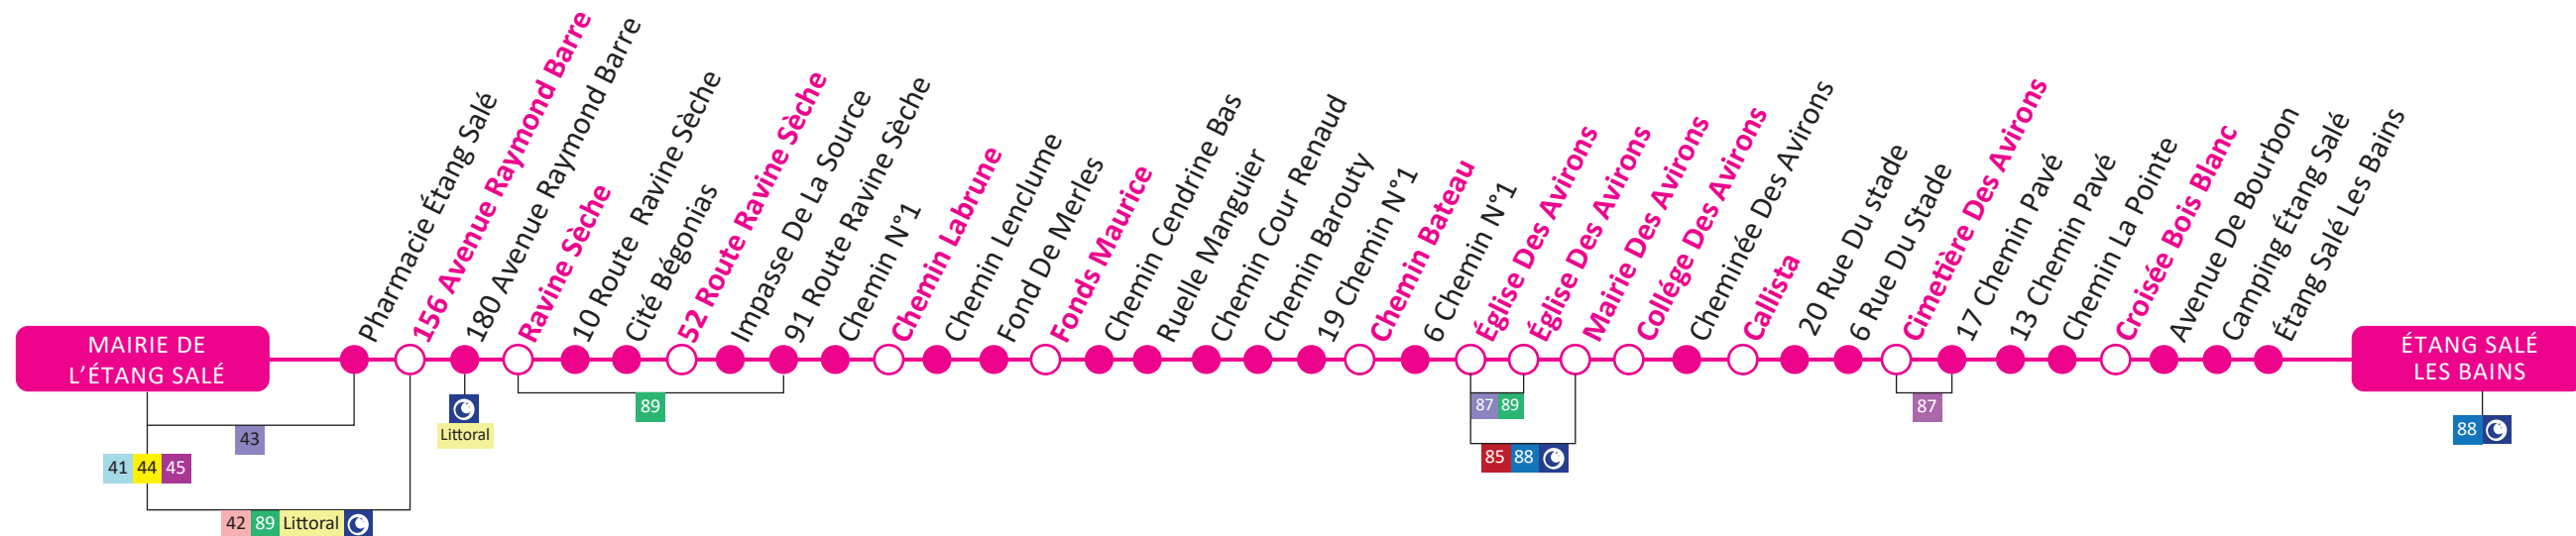 MAIRIE DE
L'ÉTANG SALÉ
Pharmacie Étang Salé
156 Avenue Raymond Barre
180 Avenue Raymond Barre
Ravine Sèche
10 Route Ravine Sèche
Cité Bégonias
52 Route Ravine Sèche
Impasse De La Source
91 Route Ravine Sèche
Chemin N°1
Chemin Labrune
Chemin Lenclume
Fond De Merles
Fonds Maurice
Chemin Cendrine Bas
Ruelle Manguier
Chemin Cour Renaud
Chemin Barouty
19 Chemin N°1
Chemin Bateau
6 Chemin N°1
Église Des Avirons
Église Des Avirons
Mairie Des Avirons
Collége Des Avirons
Cheminée Des Avirons
Callista
20 Rue Du stade
6 Rue Du Stade
Cimetière Des Avirons
17 Chemin Pavé
13 Chemin Pavé
Chemin La Pointe
Croisée Bois Blanc
Avenue De Bourbon
Camping Étang Salé
Étang Salé Les Bains
ÉTANG SALÉ
LES BAINS
43
41 44 45
42 89 Littoral
Littoral
89
87 89
85 88
87
88